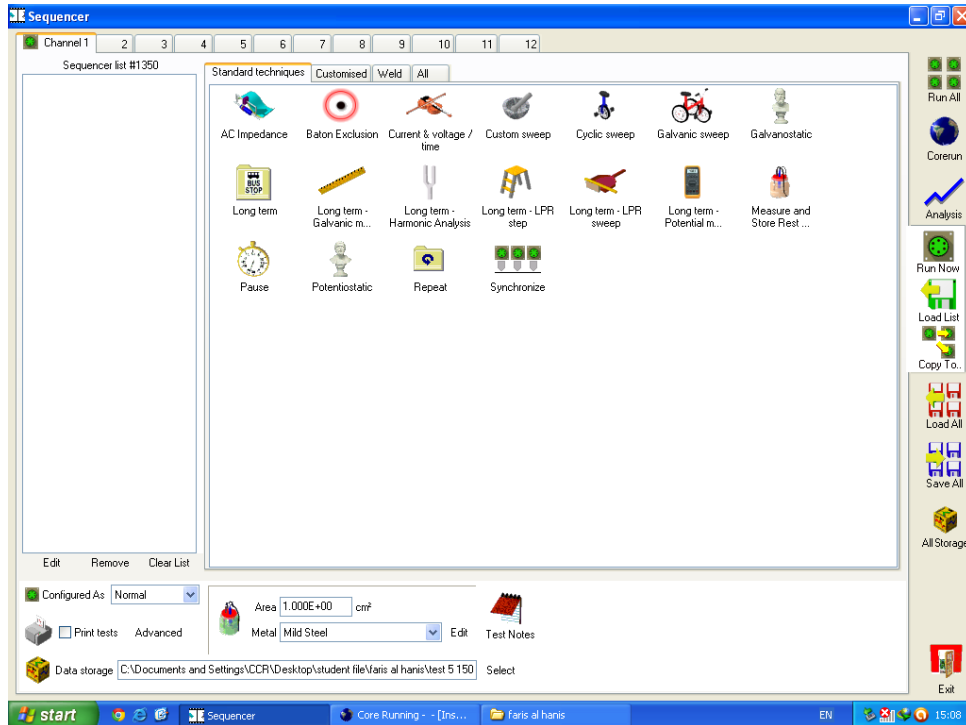 Sequencer
Channel 1 2 3 4 5 6 7 8 9 10 11 12
Sequencer list #1350
Standard techniques Customised Weld All
AC Impedance Baton Exclusion Current & voltage / time Custom sweep Cyclic sweep Galvanic sweep Galvanostatic
BUS STOP
Long term Long term - Galvanic m... Long term - Harmonic Analysis Long term - LPR step Long term - LPR sweep Long term - Potential m... Measure and Store Rest ...
Pause Potentiostatic Repeat Synchronize
Run All
Corerun
Analysis
Run Now
Load List
Copy To..
Load All
Save All
All Storage
Exit
Edit Remove Clear List
Configured As Normal
Print tests Advanced
Area 1.000E+00 cm²
Metal Mild Steel Edit
Test Notes
Data storage C:\Documents and Settings\CCR\Desktop\student file\faris al hanis\test 5 150 Select
start Sequencer Core Running - - [Ins... faris al hanis EN 15:08